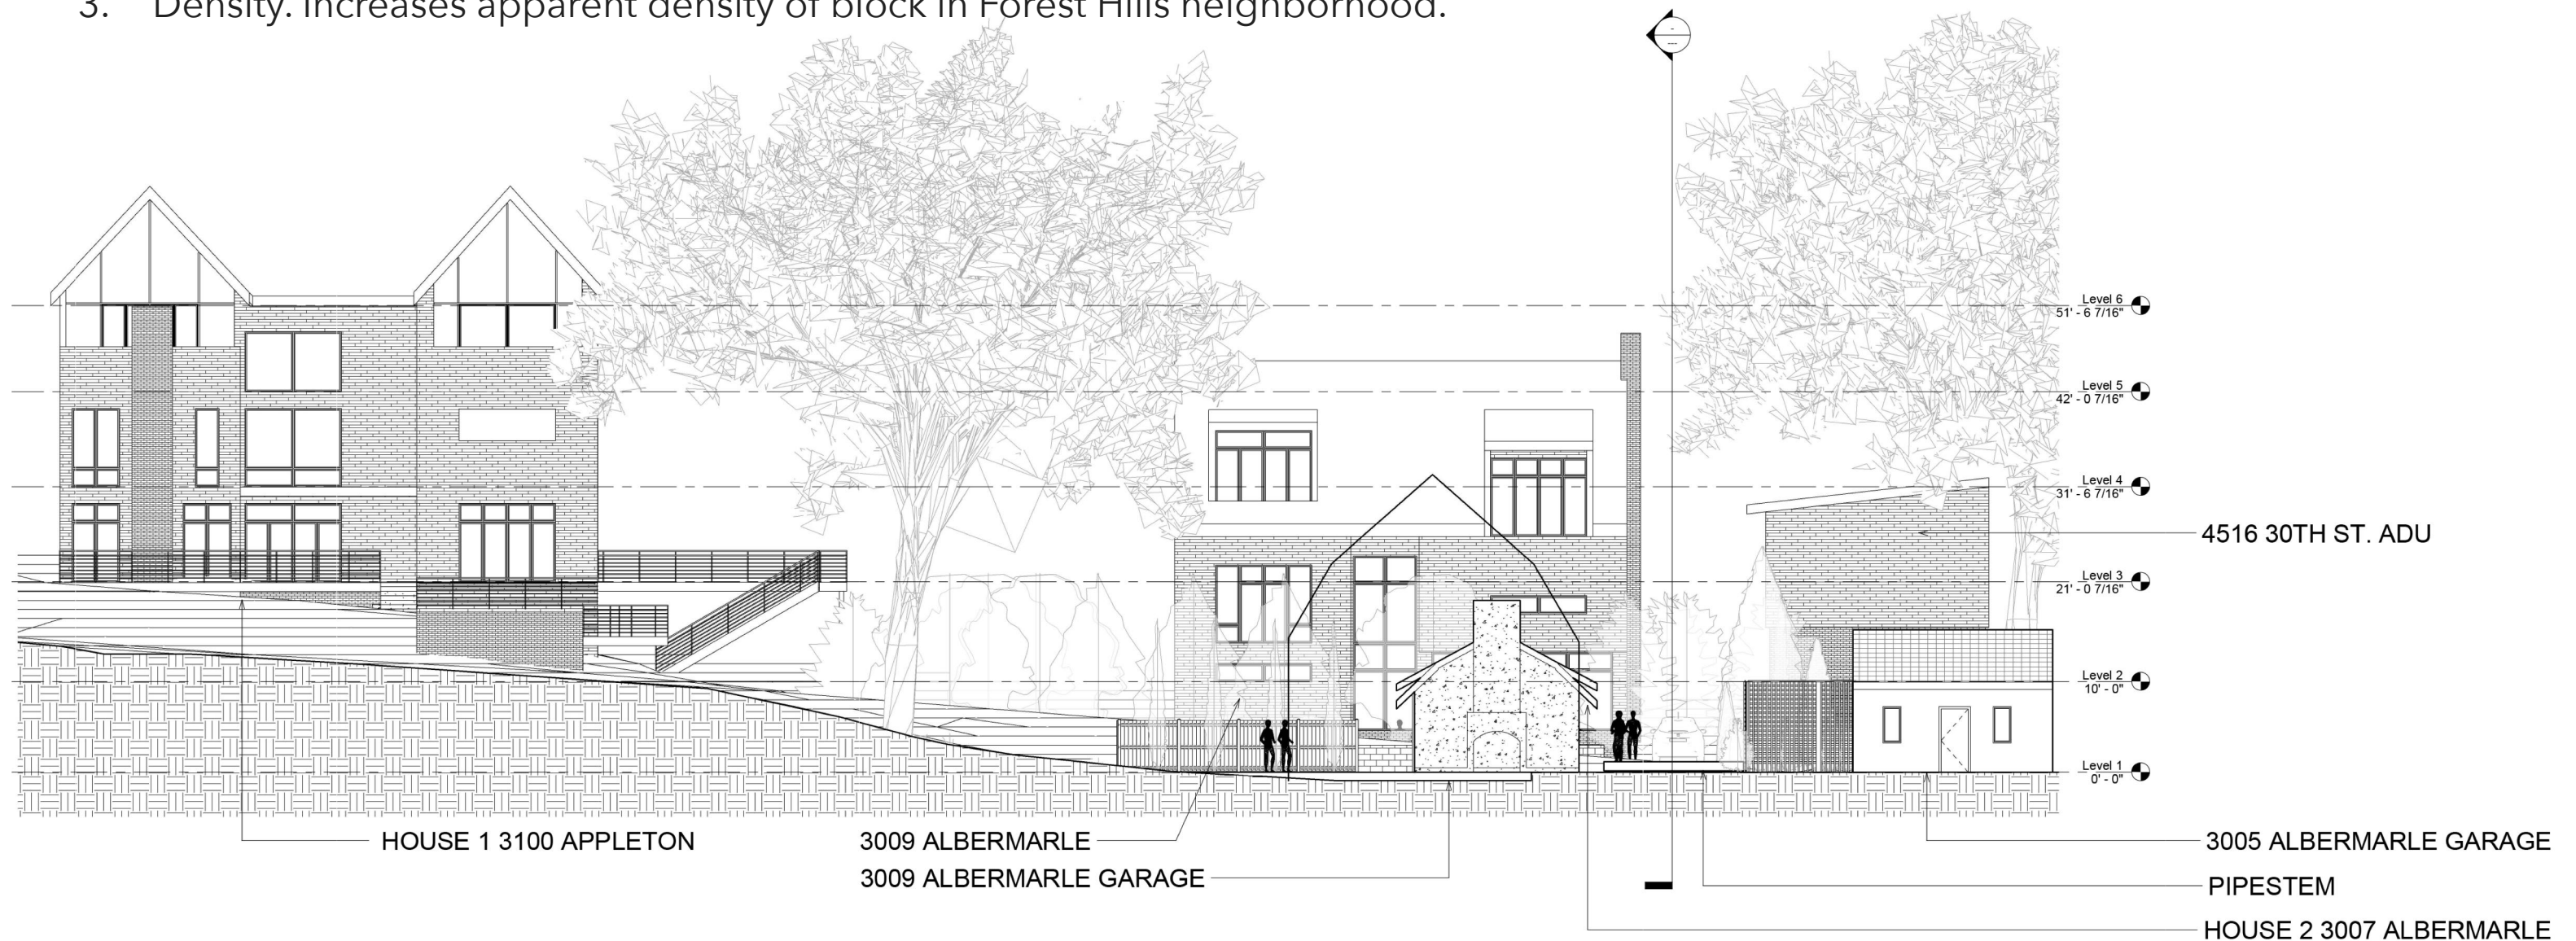 3. Density. Increases apparent density of block in Forest Hills neighborhood.
Level 6
51' - 6 7/16"
Level 5
42' - 0 7/16"
Level 4
31' - 6 7/16"
4516 30TH ST. ADU
Level 3
21' - 0 7/16"
Level 2
10' - 0"
Level 1
0' - 0"
HOUSE 1 3100 APPLETON
3009 ALBERMARLE
3009 ALBERMARLE GARAGE
3005 ALBERMARLE GARAGE
PIPESTEM
HOUSE 2 3007 ALBERMARLE